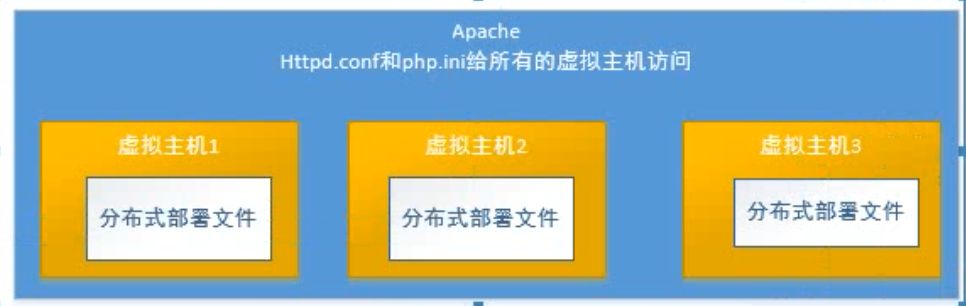 Apache
Httpd.conf和php.ini给所有的虚拟主机访问
虚拟主机1
虚拟主机2
虚拟主机3
分布式部署文件
分布式部署文件
分布式部署文件